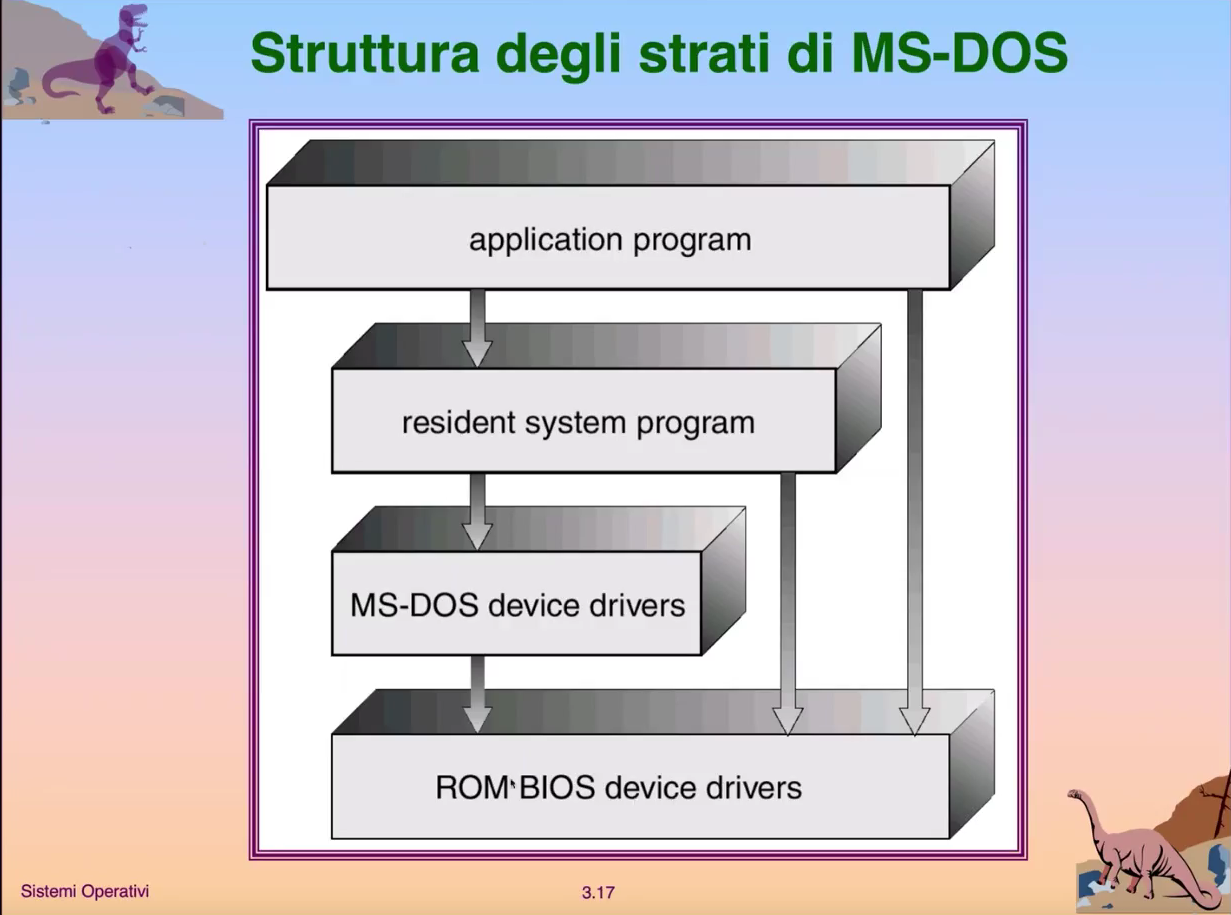 Struttura degli strati di MS-DOS
application program
resident system program
MS-DOS device drivers
ROM BIOS device drivers
Sistemi Operativi
3.17